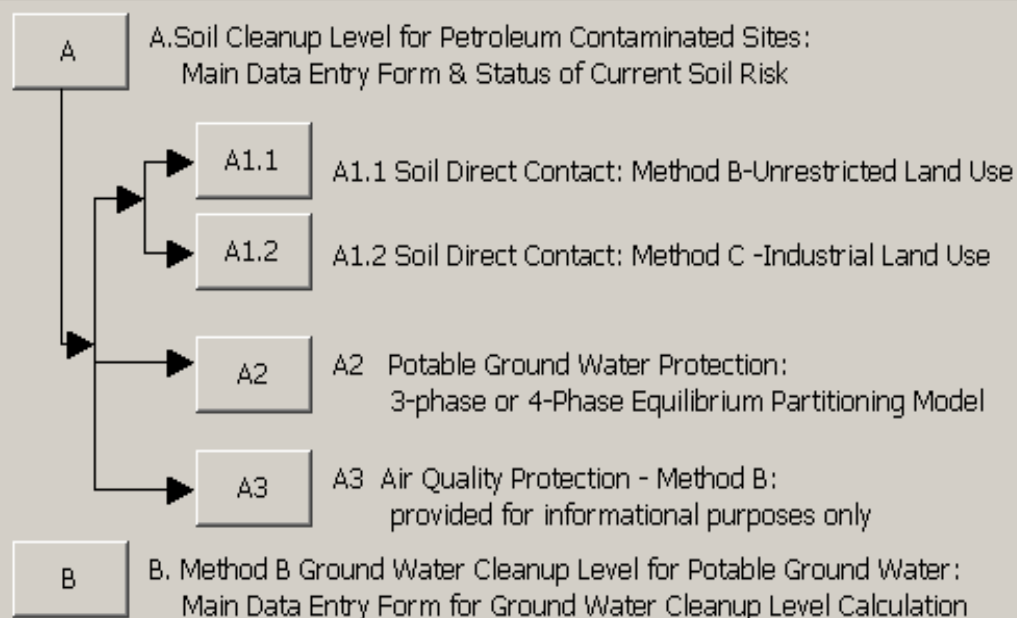 A
A.Soil Cleanup Level for Petroleum Contaminated Sites:
Main Data Entry Form & Status of Current Soil Risk
A1.1
A1.1 Soil Direct Contact: Method B-Unrestricted Land Use
A1.2
A1.2 Soil Direct Contact: Method C -Industrial Land Use
A2
A2 Potable Ground Water Protection:
3-phase or 4-Phase Equilibrium Partitioning Model
A3
A3 Air Quality Protection - Method B:
provided for informational purposes only
B
B. Method B Ground Water Cleanup Level for Potable Ground Water:
Main Data Entry Form for Ground Water Cleanup Level Calculation